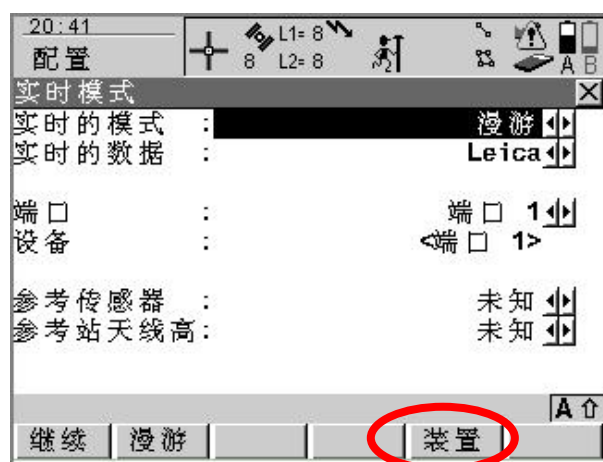 20:41
配置
8 L1= 8
L2= 8
A B
实时模式
实时的模式 : 漫游
实时的数据 : Leica
端口 : 端口 1
设备 : <端口 1>
参考传感器 : 未知
参考站天线高: 未知
A
继续 漫游 装置